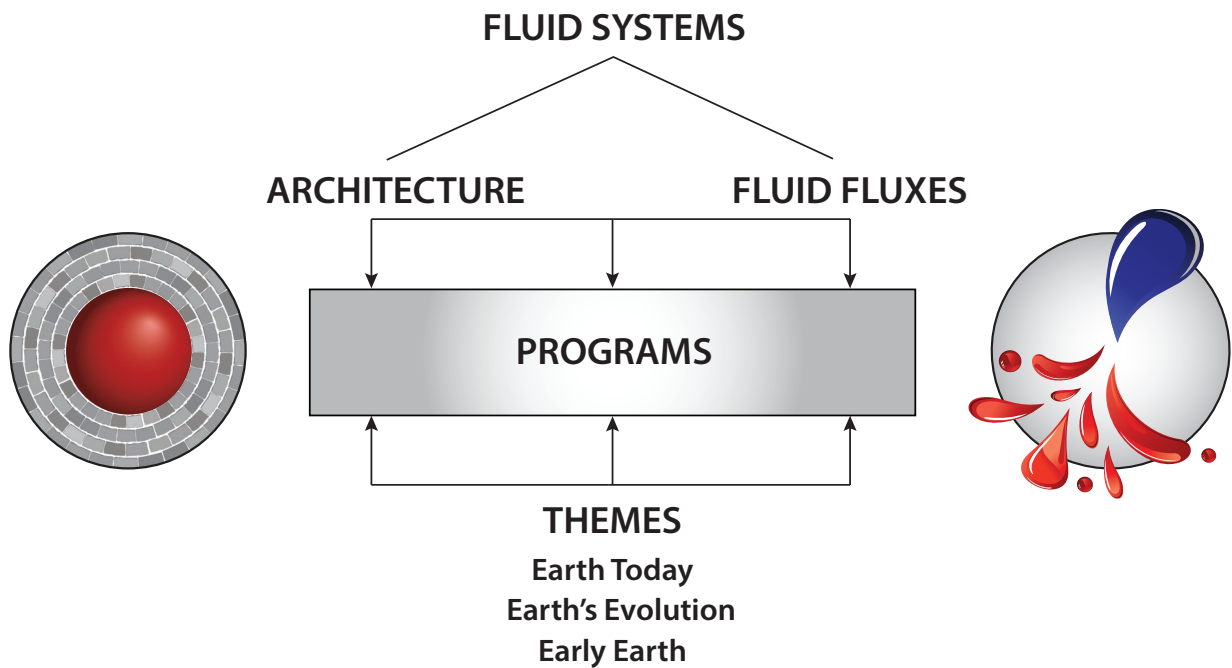 FLUID SYSTEMS
ARCHITECTURE
FLUID FLUXES
PROGRAMS
THEMES
Earth Today
Earth’s Evolution
Early Earth